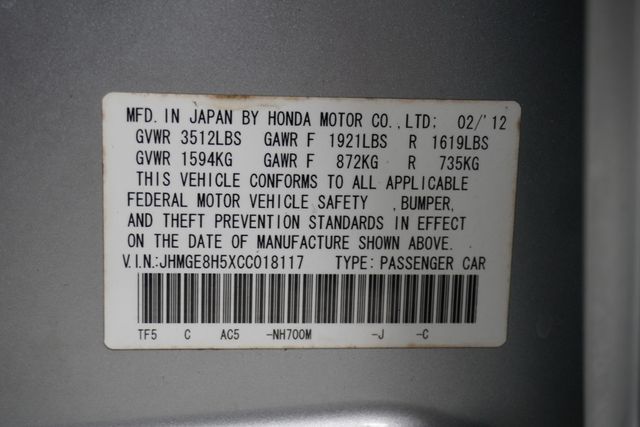 MFD. IN JAPAN BY HONDA MOTOR CO.,LTD: 02/'12
GVWR 3512LBS GAWR F 1921LBS R 1619LBS
GVWR 1594KG GAWR F 872KG R 735KG
THIS VEHICLE CONFORMS TO ALL APPLICABLE
FEDERAL MOTOR VEHICLE SAFETY ,BUMPER,
AND THEFT PREVENTION STANDARDS IN EFFECT
ON THE DATE OF MANUFACTURE SHOWN ABOVE.
V.I.N.:JHMGE8H5XCC018117 TYPE: PASSENGER CAR
TF5 C AC5 -NH700M -J -C